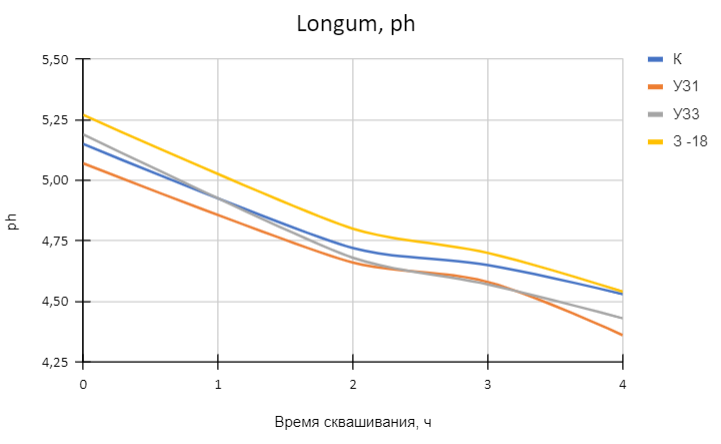 Longum, ph
5,50
5,25
5,00
4,75
4,50
4,25
ph
0 1 2 3 4
Время сквашивания, ч
К
УЗ1
УЗ3
З -18